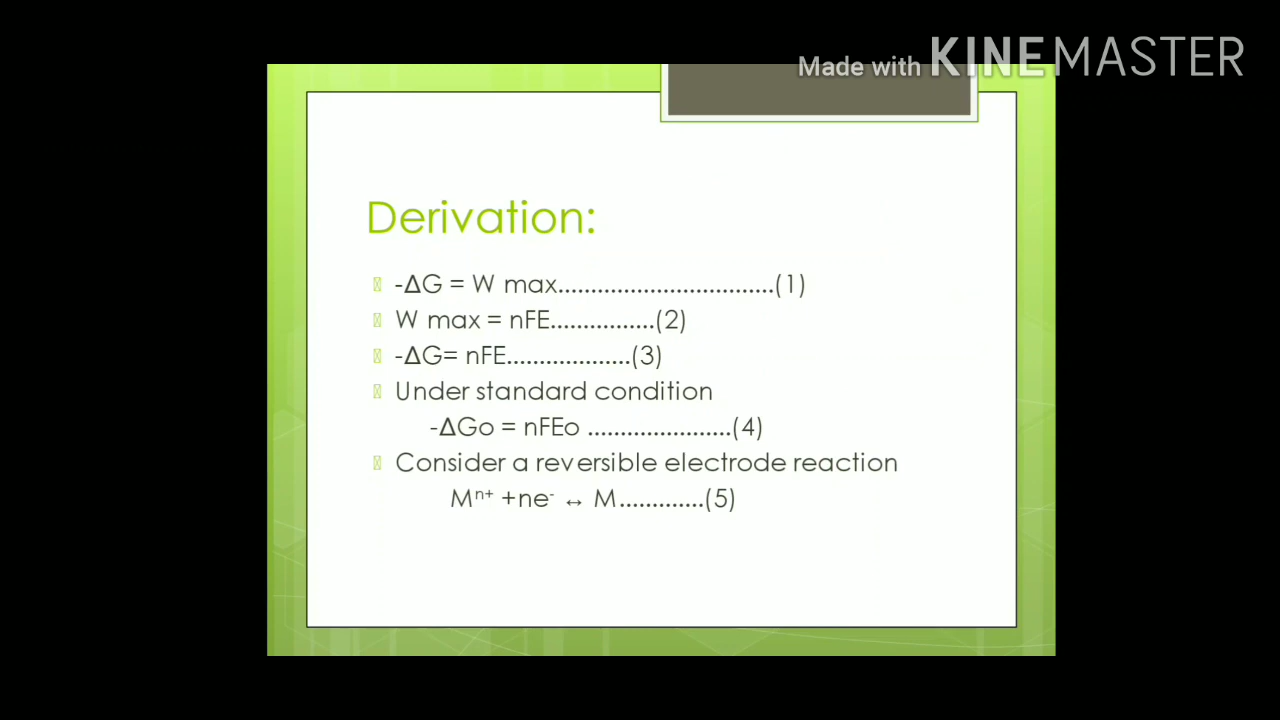 Made with KINEMASTER
Derivation:
-ΔG = W max.................................(1)
W max = nFE................(2)
-ΔG= nFE...................(3)
Under standard condition
-ΔGo = nFEo ......................(4)
Consider a reversible electrode reaction
Mⁿ⁺ +ne⁻ ↔ M.............(5)